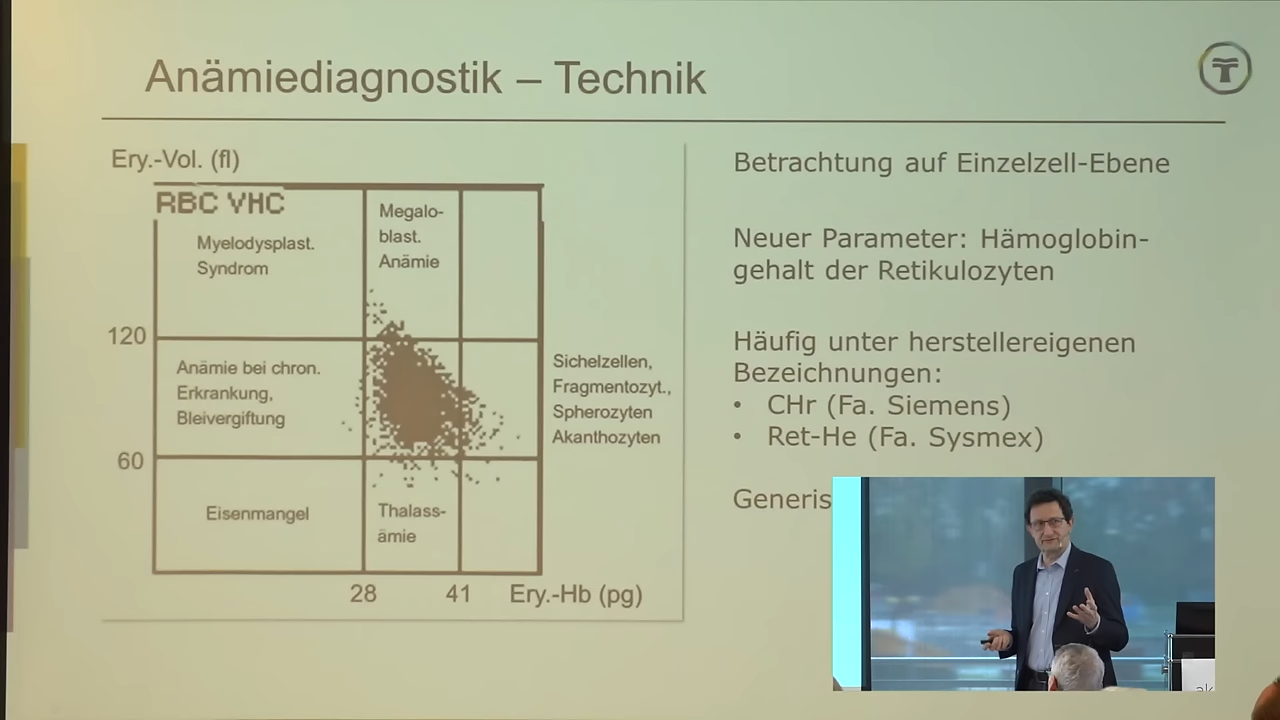 Anämiediagnostik – Technik
Ery.-Vol. (fl)
RBC VHC
Myelodysplast.
Syndrom
Megalo-
blast.
Anämie
120
Anämie bei chron.
Erkrankung,
Bleivergiftung
Sichelzellen,
Fragmentozyt.,
Spherozyten
Akanthozyten
60
Eisenmangel
Thalass-
ämie
28
41
Ery.-Hb (pg)
Betrachtung auf Einzelzell-Ebene
Neuer Parameter: Hämoglobin-
gehalt der Retikulozyten
Häufig unter herstellereigenen
Bezeichnungen:
• CHr (Fa. Siemens)
• Ret-He (Fa. Sysmex)
Generis
ak